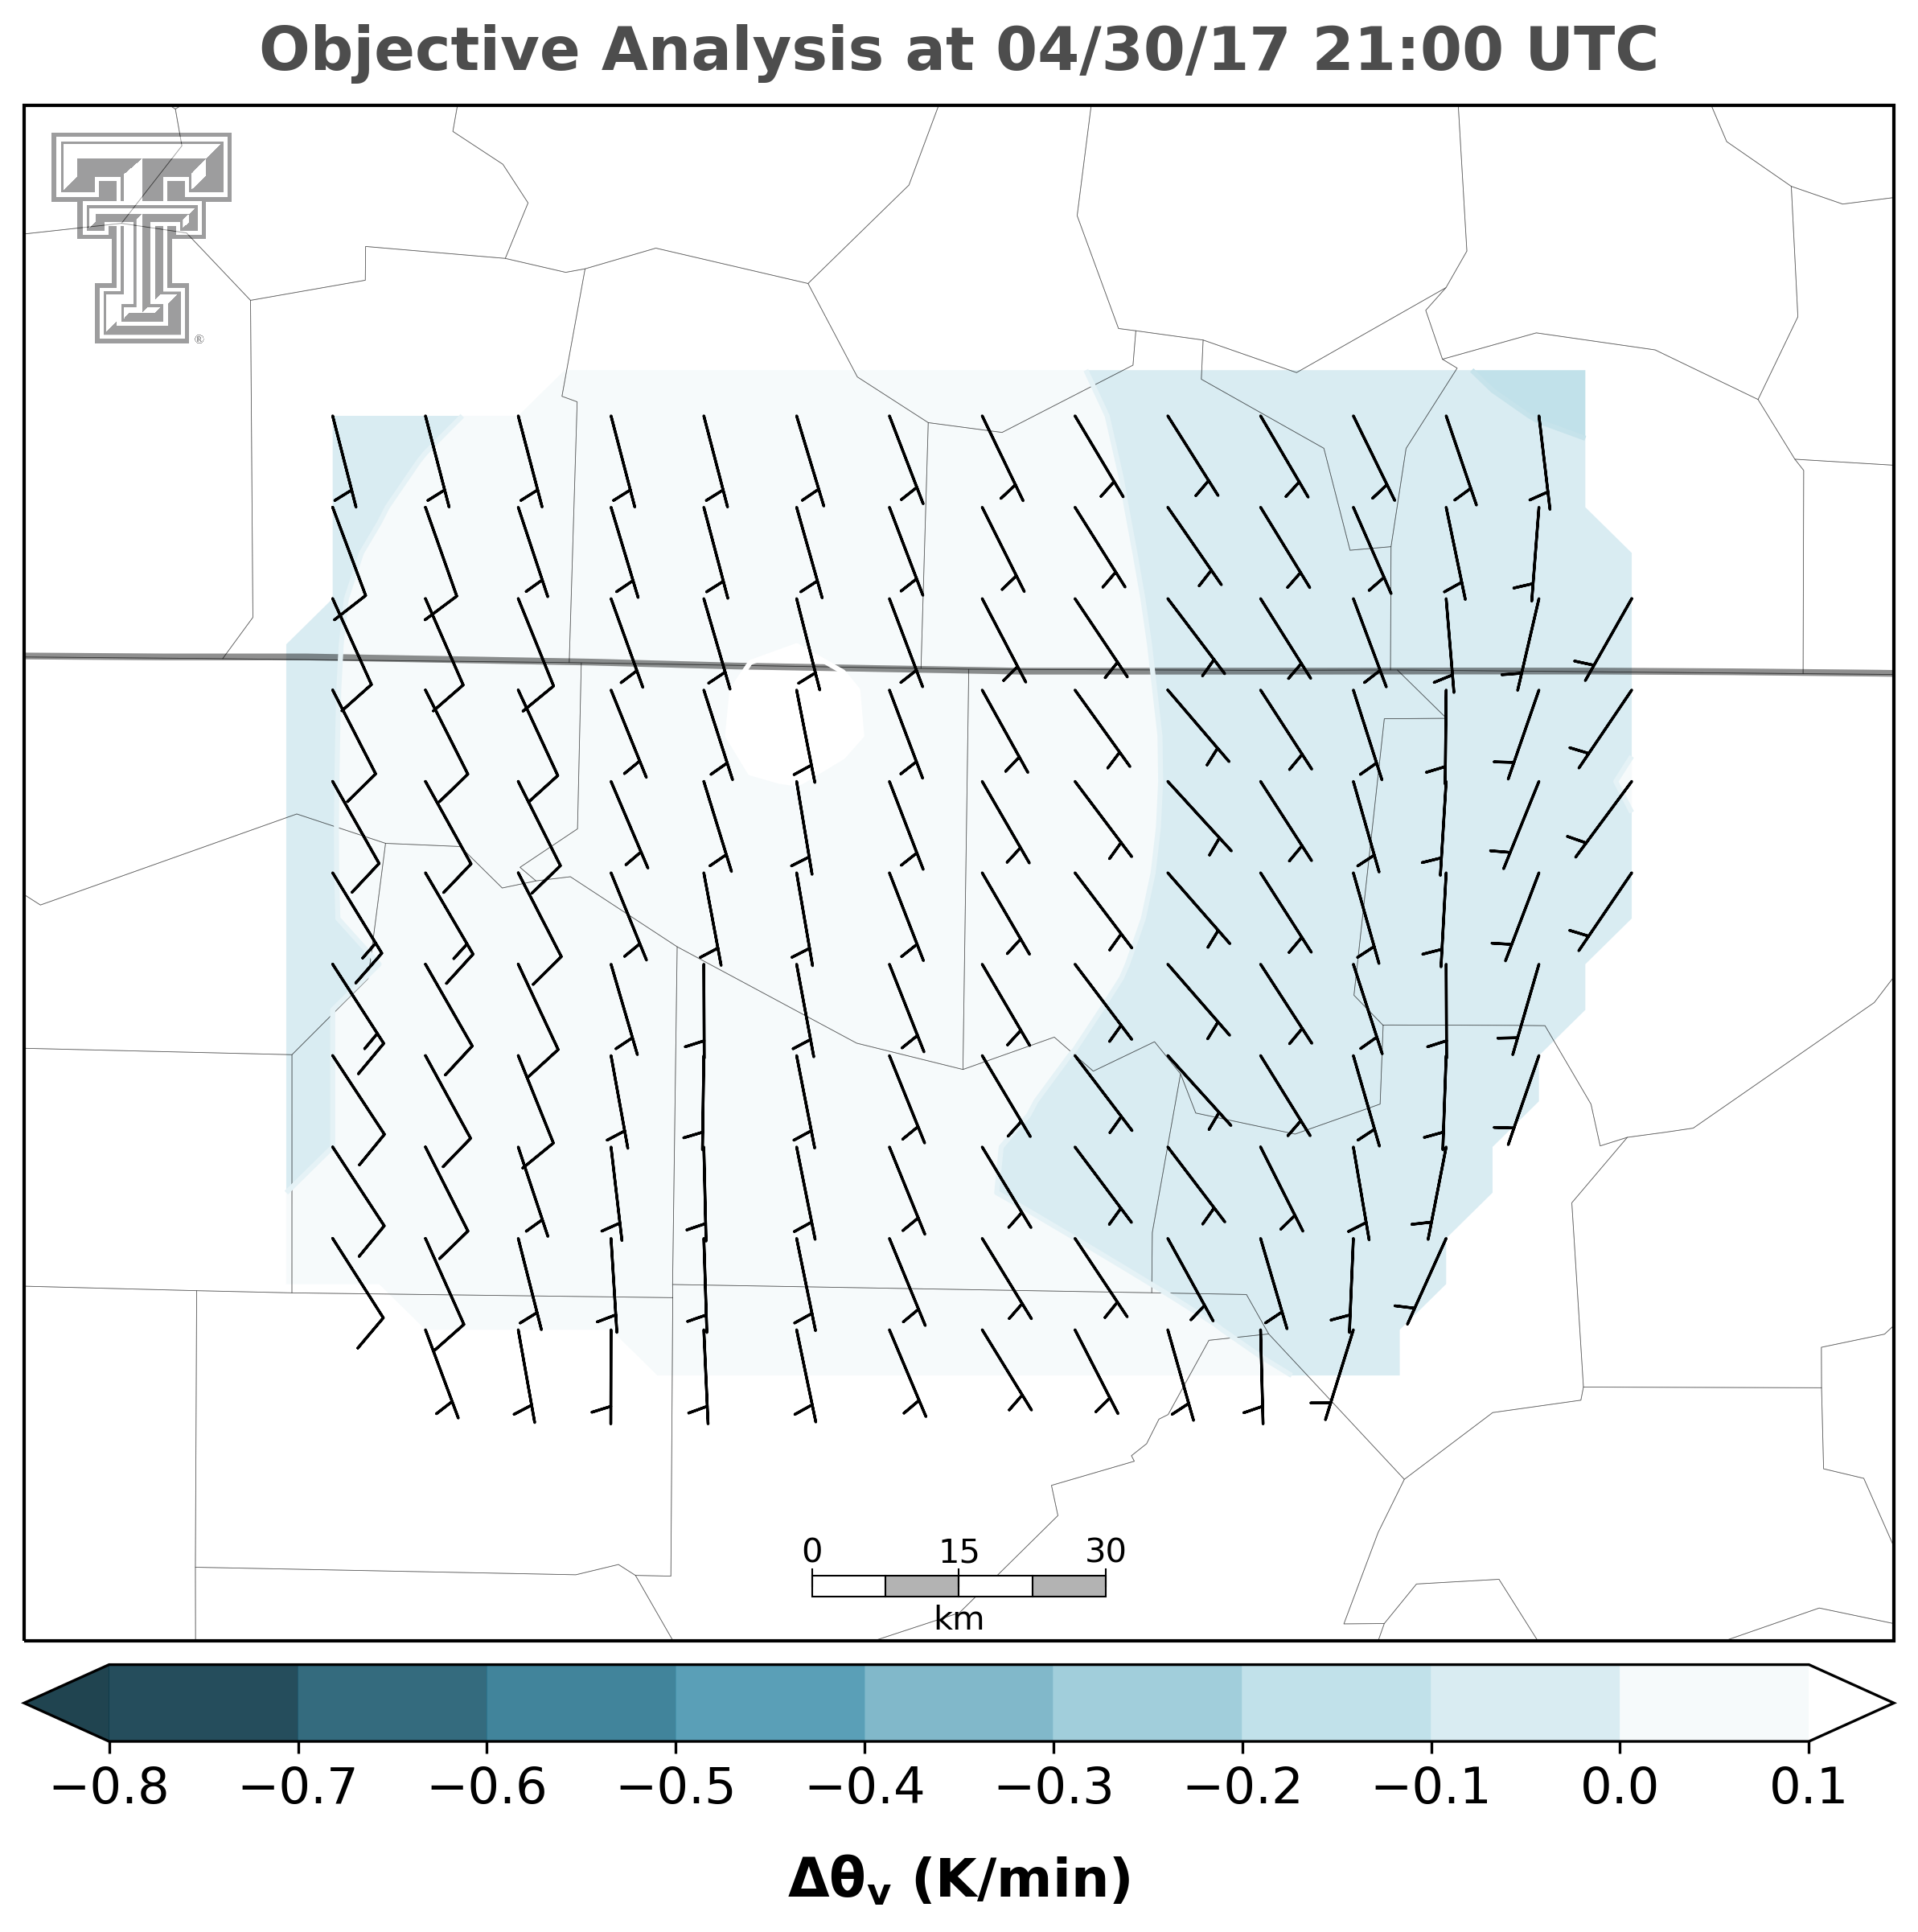 Objective Analysis at 04/30/17 21:00 UTC
®
0 15 30
km
−0.8 −0.7 −0.6 −0.5 −0.4 −0.3 −0.2 −0.1 0.0 0.1
Δθv (K/min)